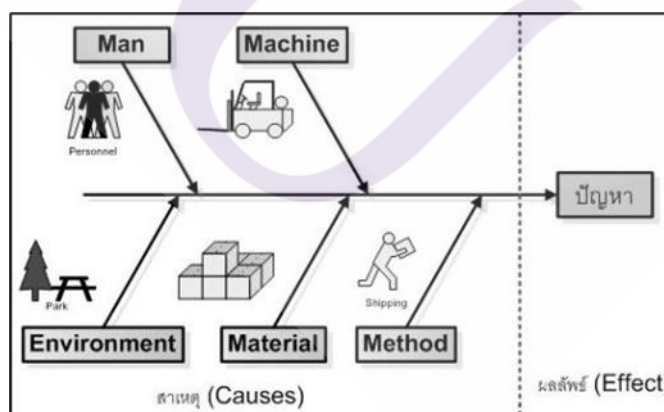 Man
Machine
Personnel
ปัญหา
Park
Shipping
Environment
Material
Method
สาเหตุ (Causes)
ผลลัพธ์ (Effect